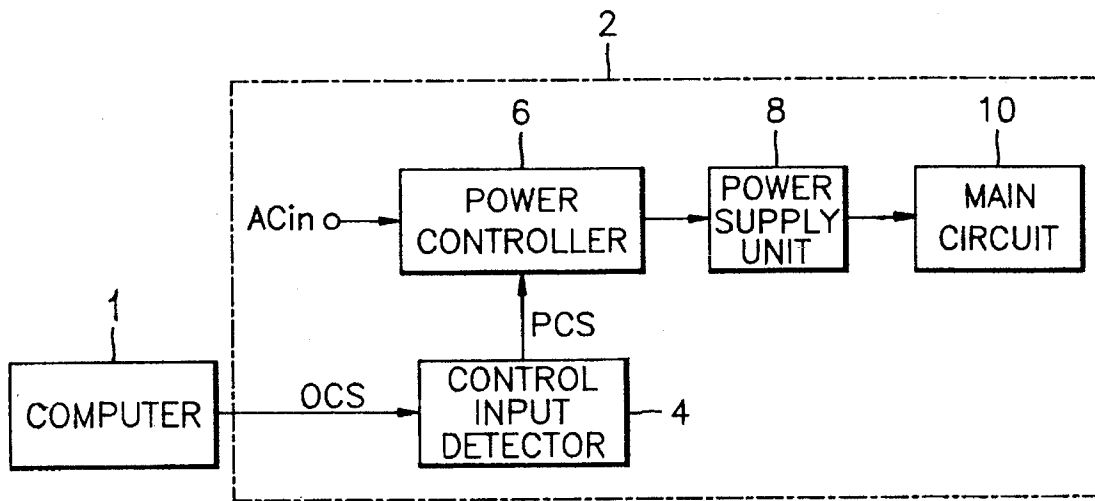 2
6
8
10
ACin
POWER
CONTROLLER
POWER
SUPPLY
UNIT
MAIN
CIRCUIT
1
PCS
COMPUTER
OCS
CONTROL
INPUT
DETECTOR
4